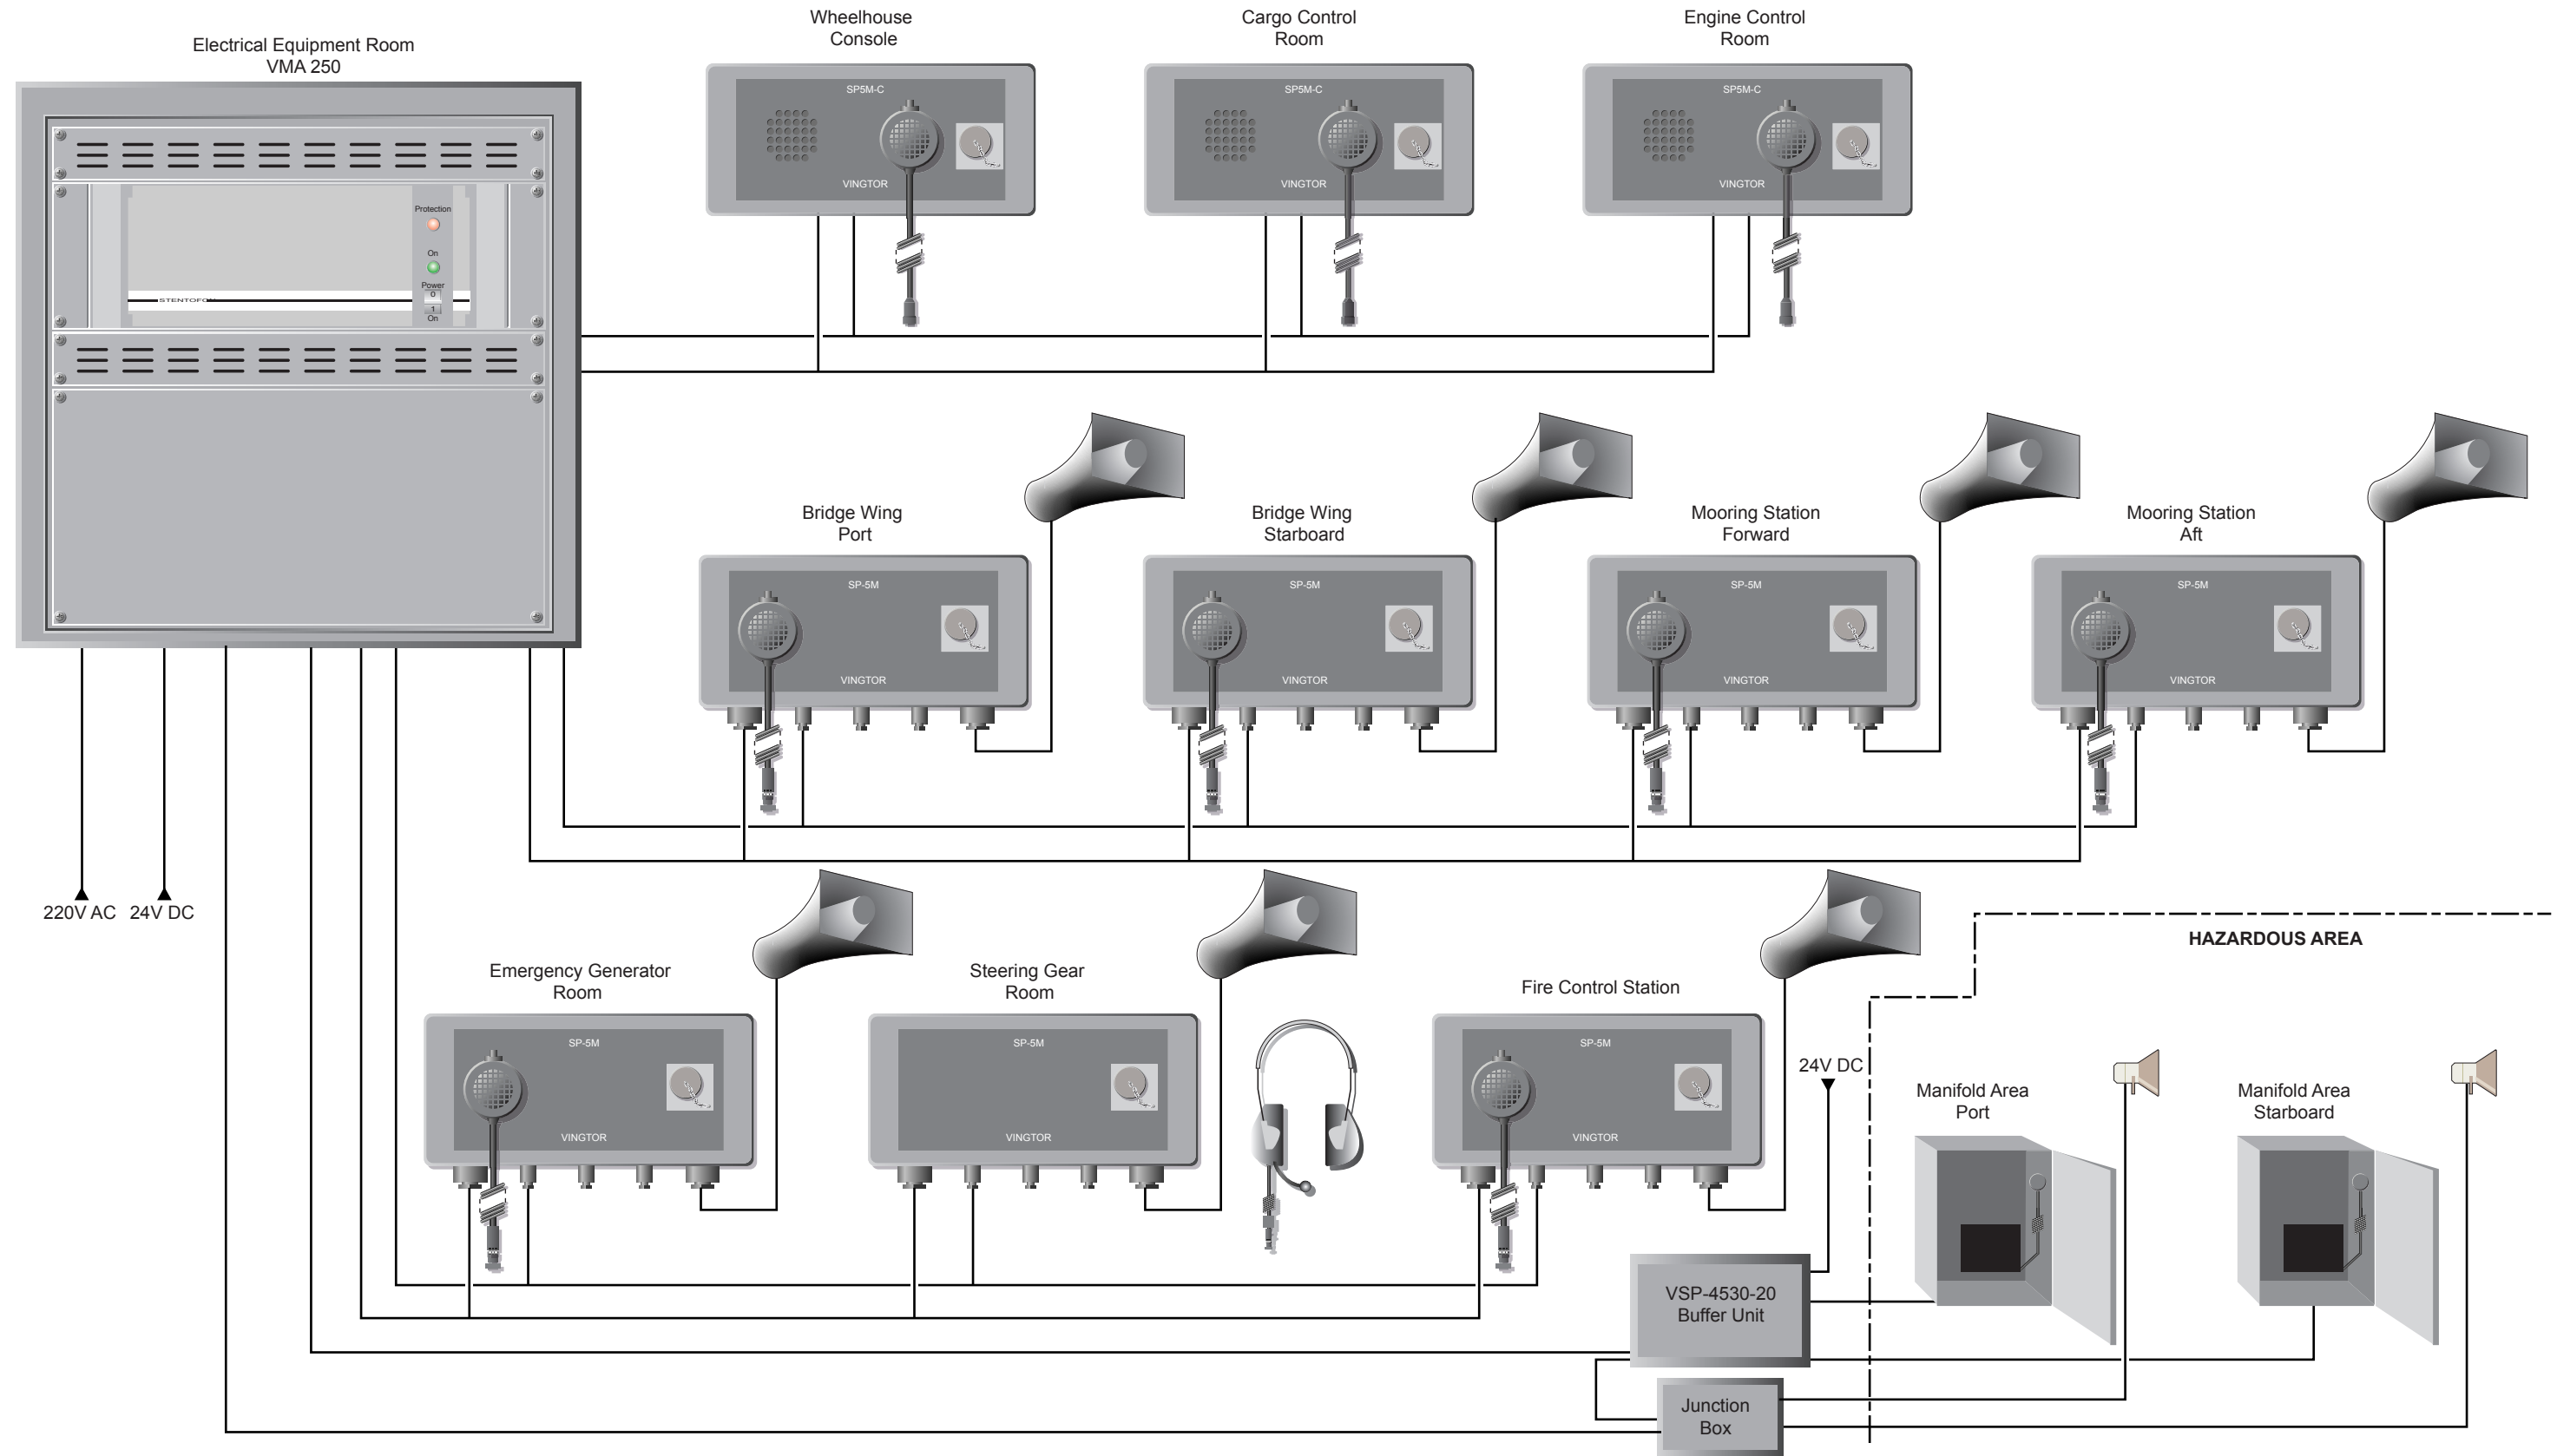 Electrical Equipment Room
VMA 250
Wheelhouse
Console
Cargo Control
Room
Engine Control
Room
SP5M-C
VINGTOR
SP5M-C
VINGTOR
SP5M-C
VINGTOR
Protection
On
Power
0
1
On
Bridge Wing
Port
Bridge Wing
Starboard
Mooring Station
Forward
Mooring Station
Aft
SP-5M
VINGTOR
SP-5M
VINGTOR
SP-5M
VINGTOR
SP-5M
VINGTOR
220V AC
24V DC
HAZARDOUS AREA
Emergency Generator
Room
Steering Gear
Room
Fire Control Station
SP-5M
VINGTOR
SP-5M
VINGTOR
SP-5M
VINGTOR
24V DC
Manifold Area
Port
Manifold Area
Starboard
VSP-4530-20
Buffer Unit
Junction
Box